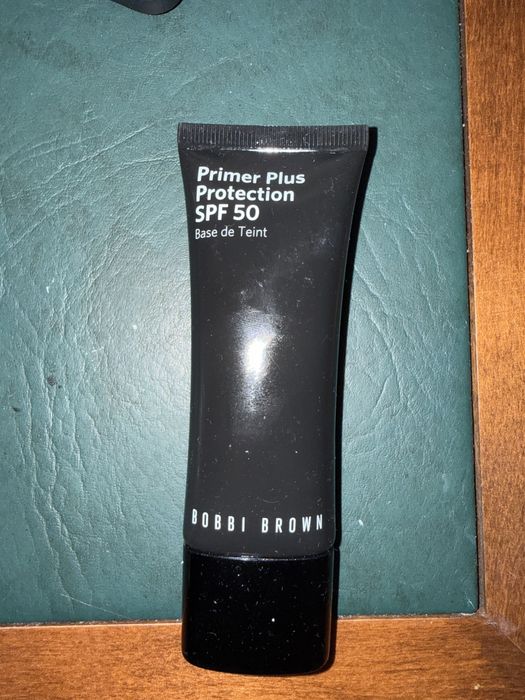 Primer Plus
Protection
SPF 50
Base de Teint
BOBBI BROWN